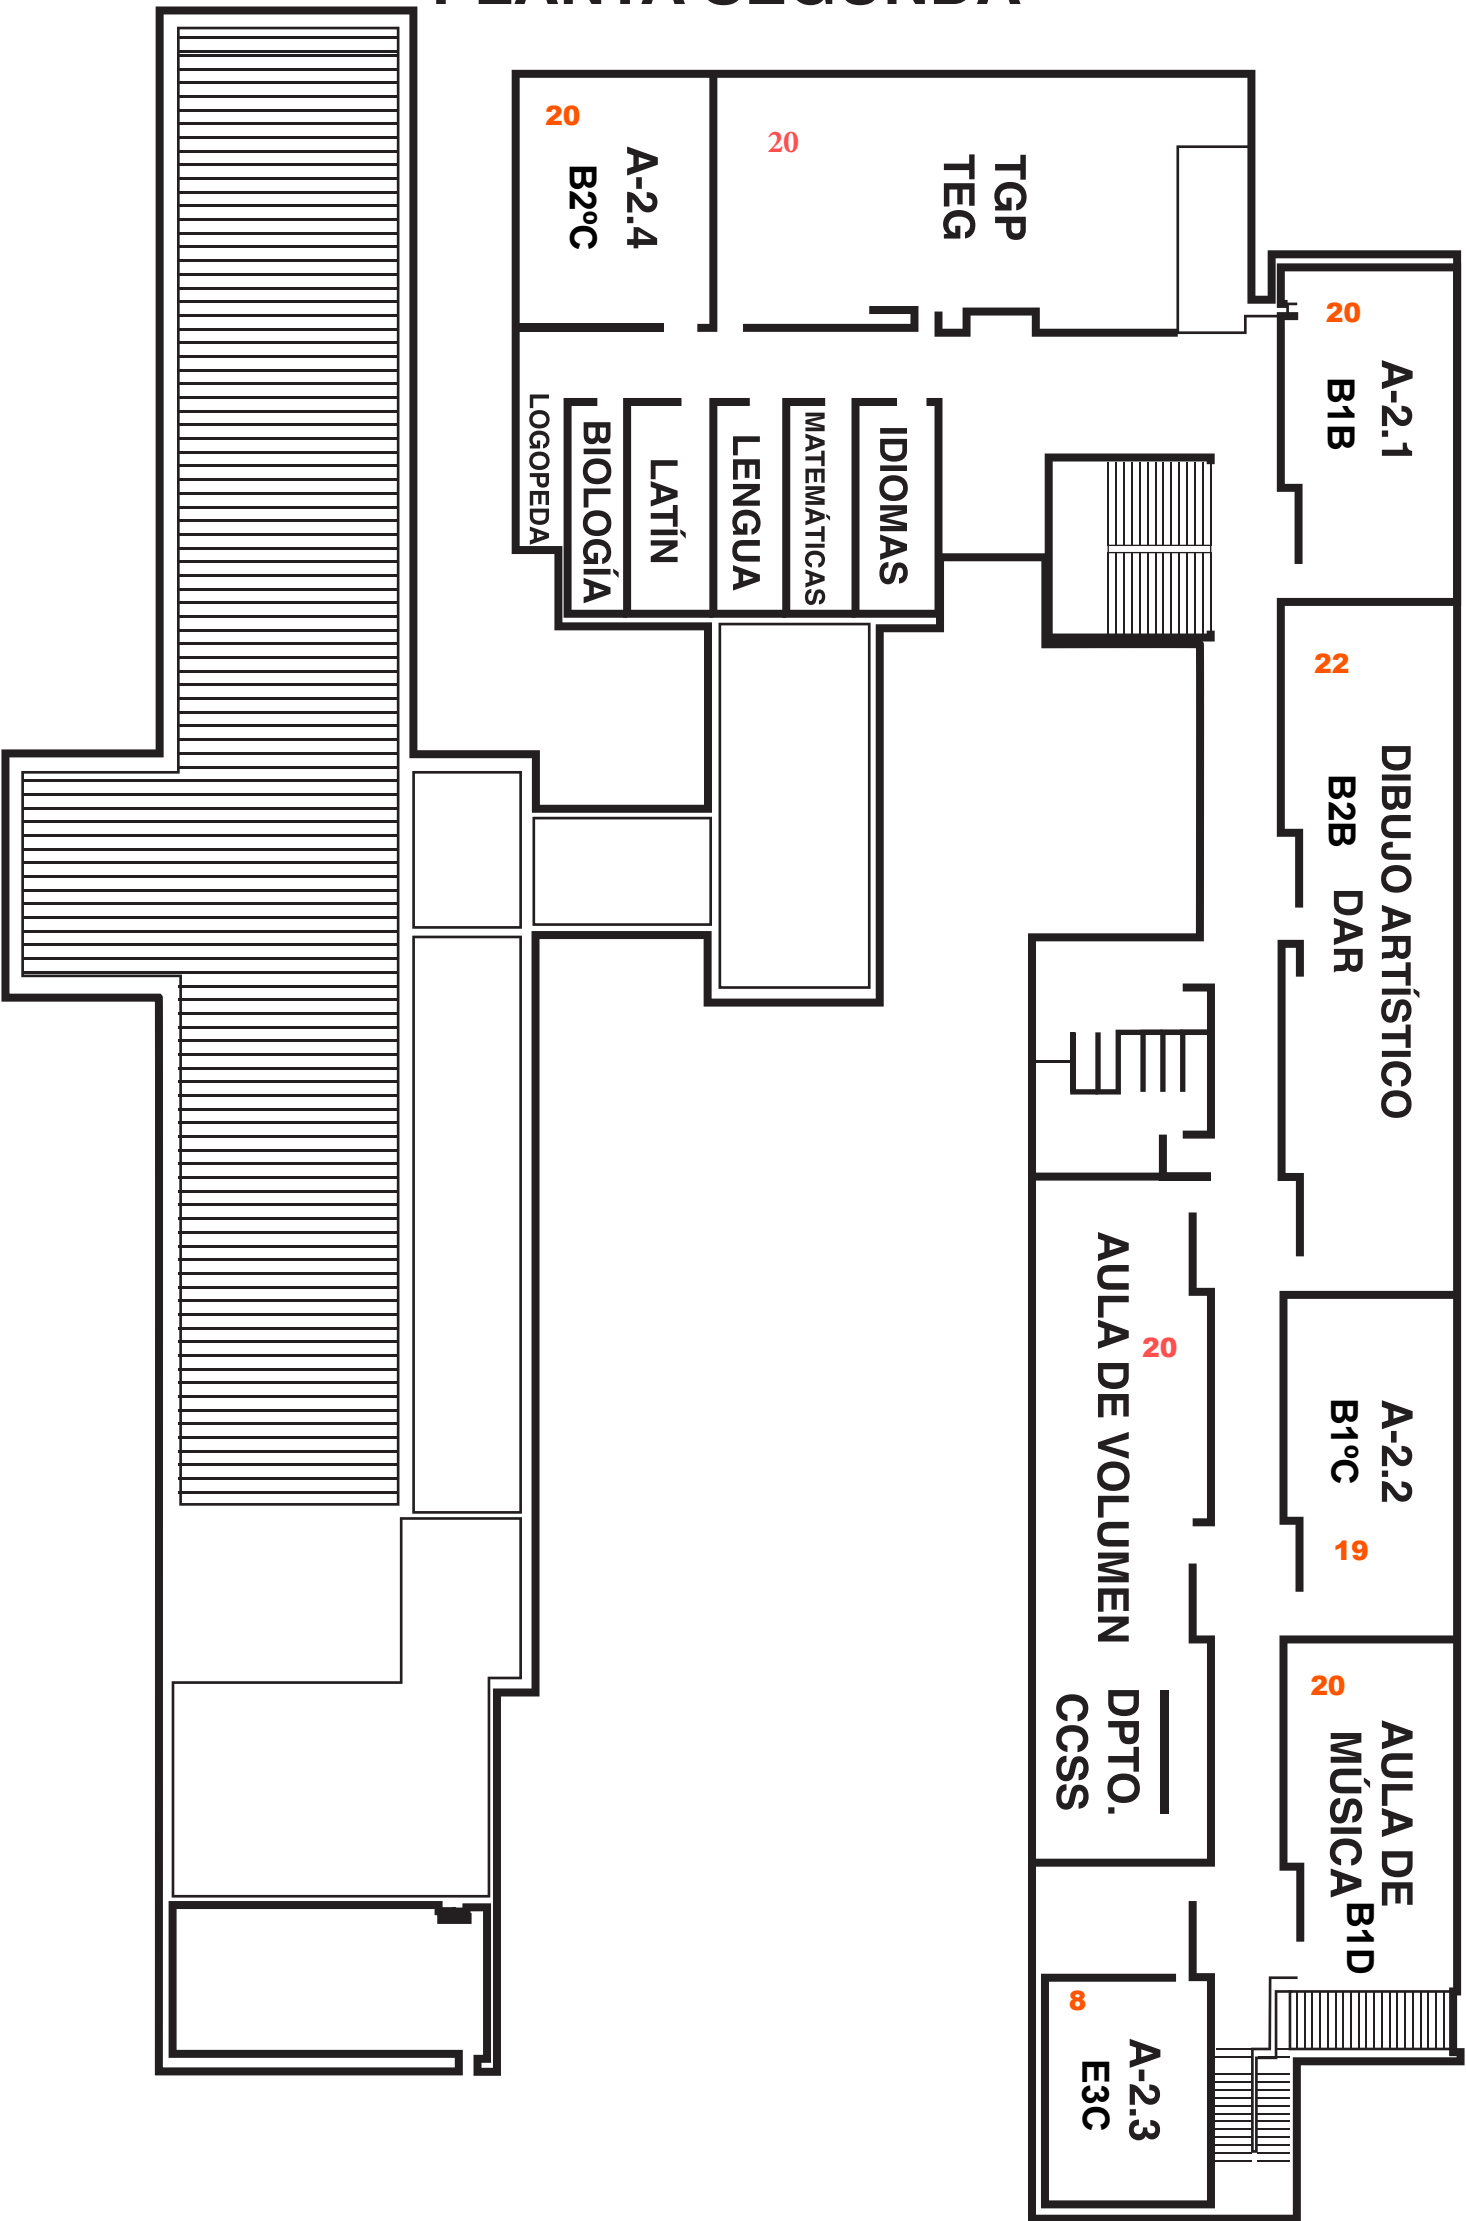 PLANTA SEGUNDA
20
A-2.4
B2ºC
20
TGP
TEG
20
A-2.1
B1B
LOGOPEDA
BIOLOGÍA
LATÍN
LENGUA
MATEMÁTICAS
IDIOMAS
22
DIBUJO ARTÍSTICO
B2B DAR
AULA DE VOLUMEN
20
A-2.2
B1ºC
19
DPTO.
CCSS
20
AULA DE
MÚSICA
B1D
8
A-2.3
E3C